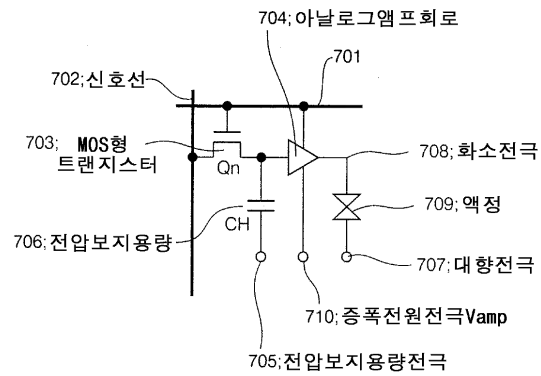 704;아날로그앰프회로
702;신호선
701
703; MOS형
트랜지스터
Qn
708;화소전극
709;액정
CH
706;전압보지용량
707;대향전극
710;증폭전원전극Vamp
705;전압보지용량전극